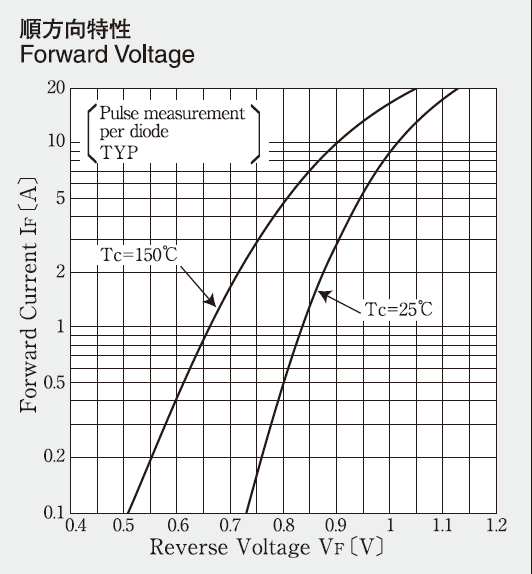 順方向特性
Forward Voltage
Pulse measurement
per diode
TYP
Forward Current IF〔A〕
20
10
5
2
1
0.5
0.2
0.1
Tc=150℃
Tc=25℃
0.4 0.5 0.6 0.7 0.8 0.9 1 1.1 1.2
Reverse Voltage VF〔V〕